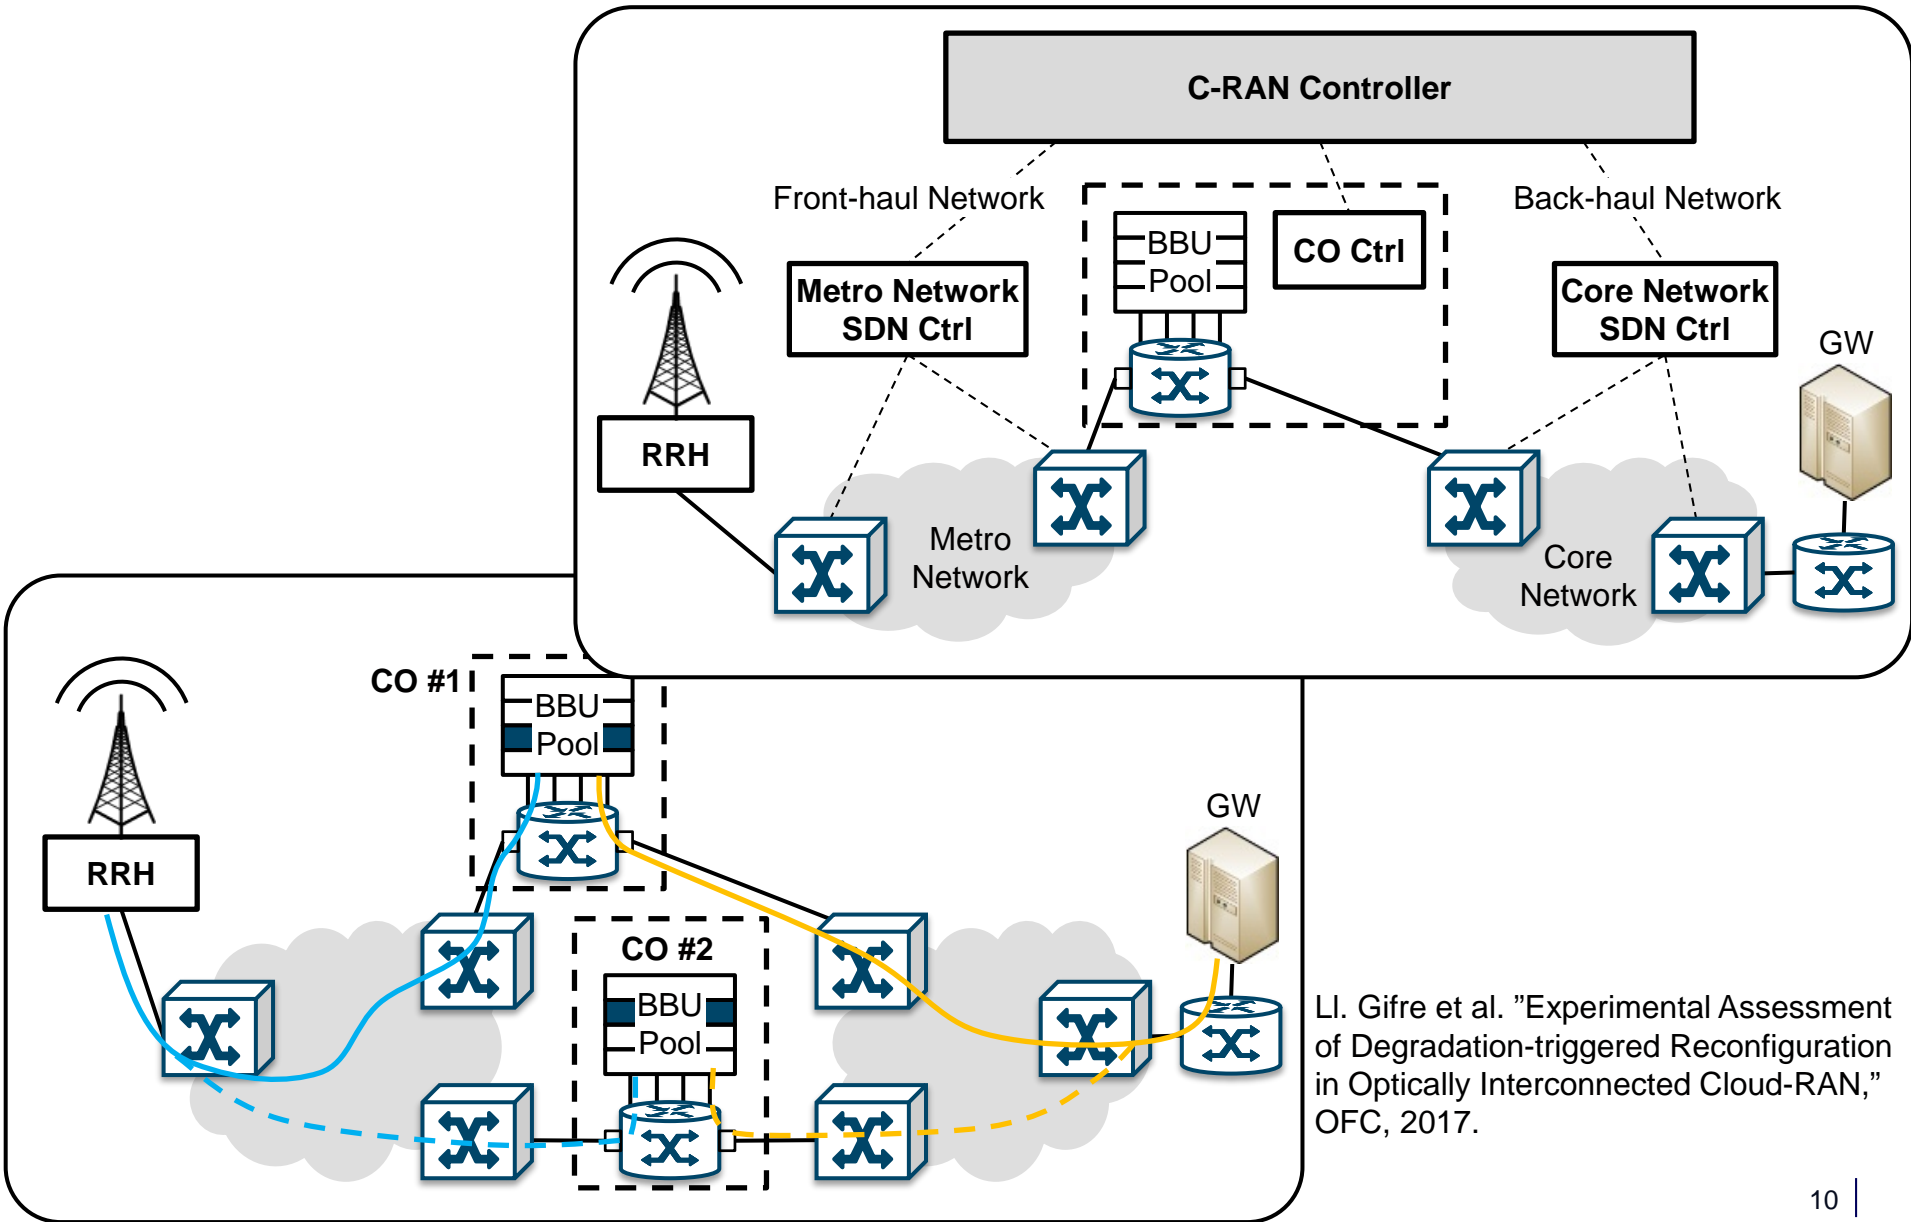 C-RAN Controller
Front-haul Network
Back-haul Network
BBU
Pool
CO Ctrl
Metro Network
SDN Ctrl
Core Network
SDN Ctrl
GW
RRH
Metro
Network
Core
Network
CO #1
BBU
Pool
GW
RRH
CO #2
BBU
Pool
Ll. Gifre et al. ”Experimental Assessment
of Degradation-triggered Reconfiguration
in Optically Interconnected Cloud-RAN,”
OFC, 2017.
10